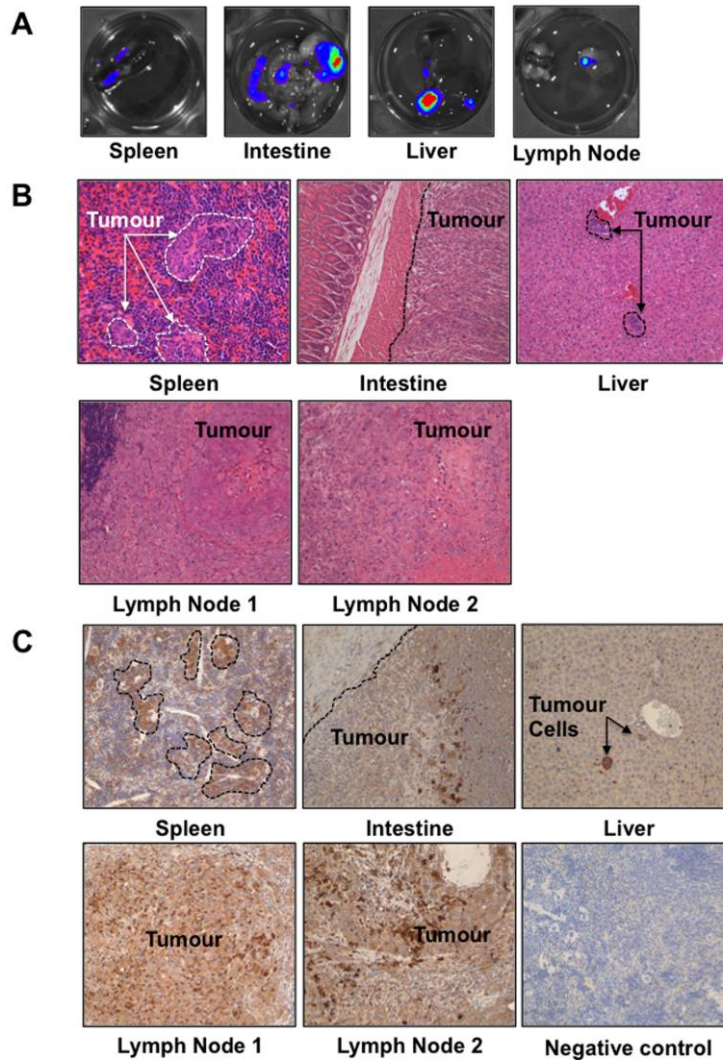 A
Spleen
Intestine
Liver
Lymph Node
B
Tumour
Tumour
Tumour
Spleen
Intestine
Liver
Tumour
Tumour
Lymph Node 1
Lymph Node 2
C
Tumour
Tumour
Cells
Spleen
Intestine
Liver
Tumour
Tumour
Lymph Node 1
Lymph Node 2
Negative control